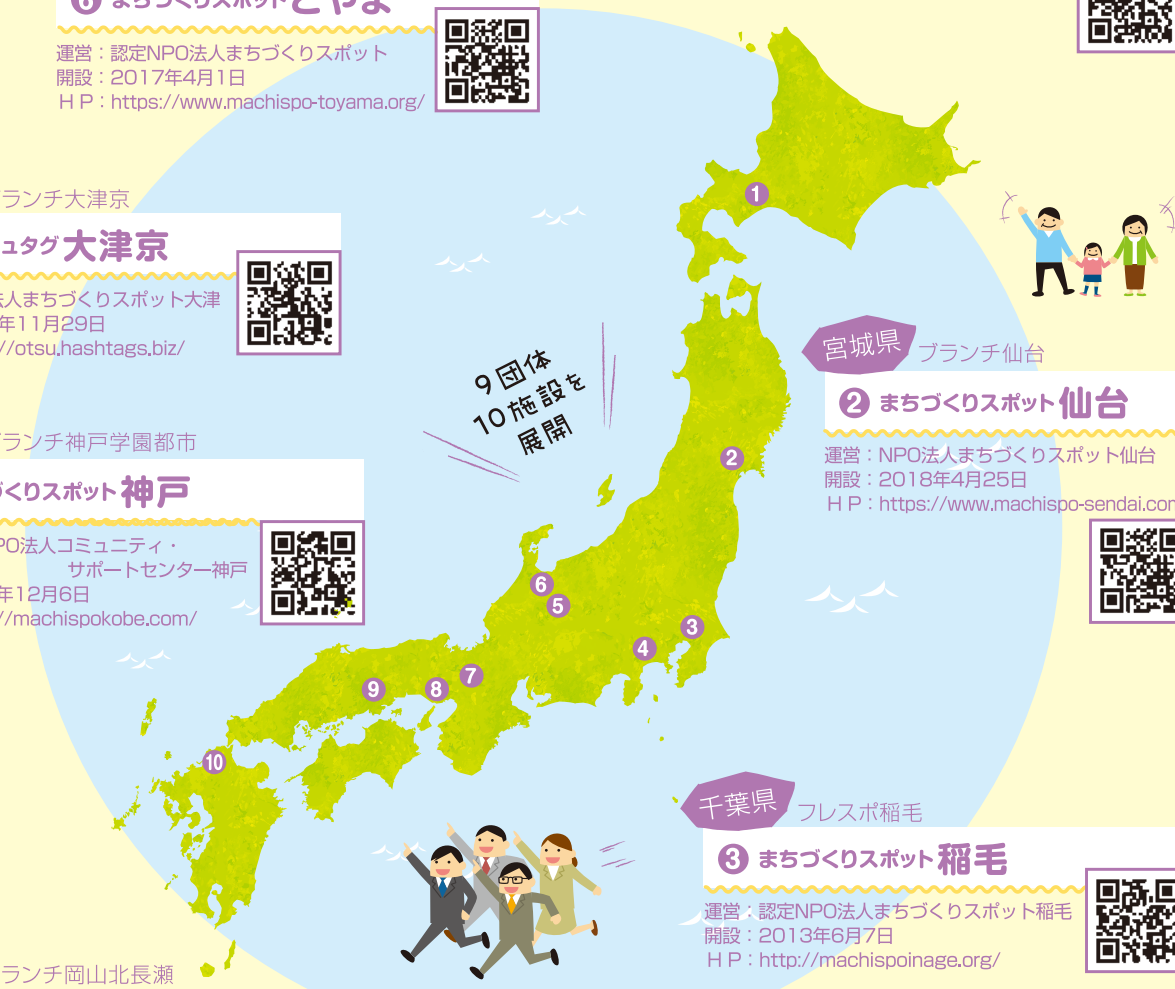 ❻ まちづくりスポットとやま
運営：認定NPO法人まちづくりスポット
開設：2017年4月1日
ＨＰ：https://www.machispo-toyama.org/
ランチ大津京
ュタグ 大津京
法人まちづくりスポット大津
年11月29日
//otsu.hashtags.biz/
ランチ神戸学園都市
づくりスポット 神戸
PO法人コミュニティ・
サポートセンター神戸
年12月6日
//machispokobe.com/
ランチ岡山北長瀬
9団体
10施設を
展開
1
2
3
4
5
6
7
8
9
10
宮城県
ブランチ仙台
❷ まちづくりスポット 仙台
運営：NPO法人まちづくりスポット仙台
開設：2018年4月25日
ＨＰ：https://www.machispo-sendai.com
千葉県
フレスポ稲毛
❸ まちづくりスポット 稲毛
運営：認定NPO法人まちづくりスポット稲毛
開設：2013年6月7日
ＨＰ：http://machispoinage.org/